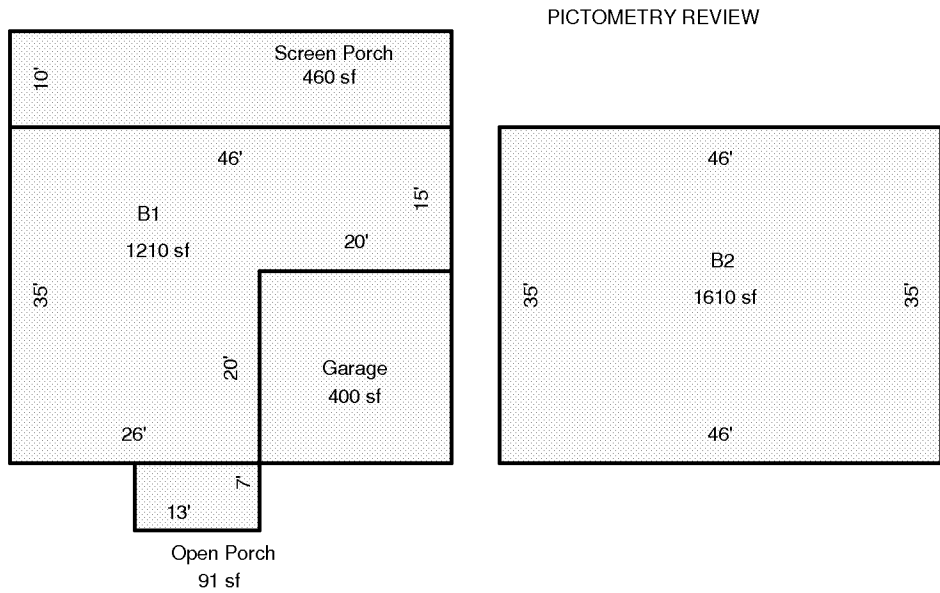 PICTOMETRY REVIEW
Screen Porch
460 sf
10'
46'
15'
B1
1210 sf
20'
35'
20'
Garage
400 sf
26'
7'
13'
Open Porch
91 sf
46'
B2
1610 sf
35'
35'
46'